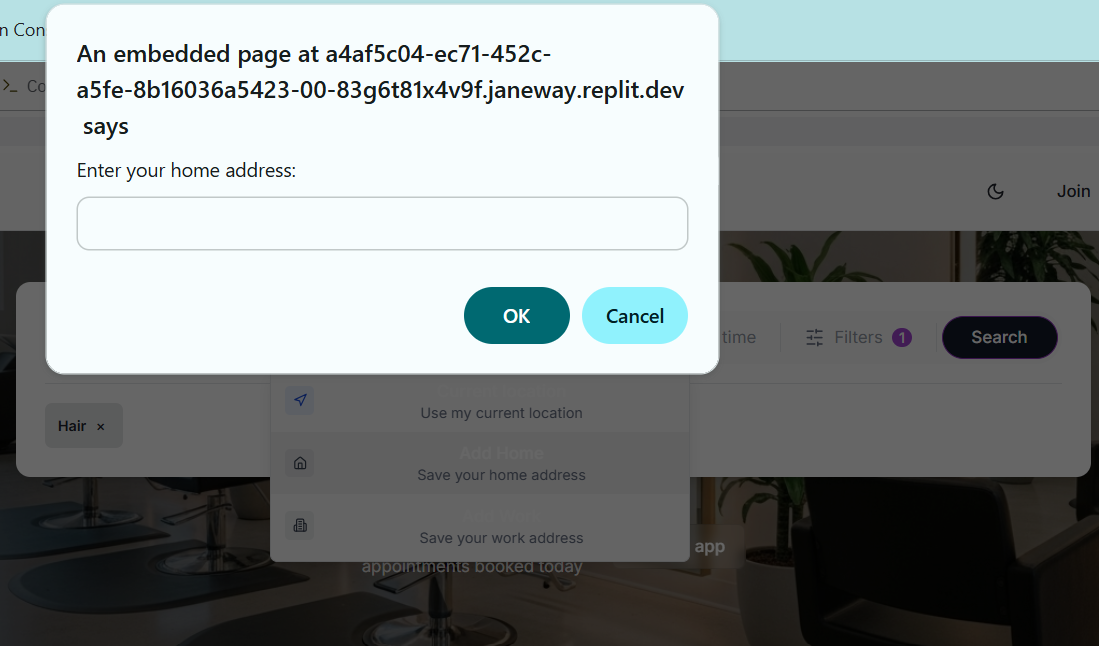 n Con
An embedded page at a4af5c04-ec71-452c-
a5fe-8b16036a5423-00-83g6t81x4v9f.janeway.replit.dev
says
Enter your home address:
OK
Cancel
>_ Co
Join
time
Filters 1
Search
Hair ×
Use my current location
Add Home
Save your home address
Save your work address
app
appointments booked today